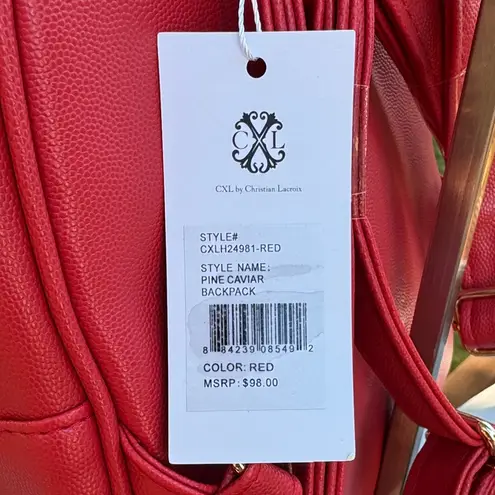 CXL
CXL by Christian Lacroix
STYLE#
CXLH24981-RED
STYLE NAME:
PINE CAVIAR
BACKPACK
8 84239 08549 2
COLOR: RED
MSRP: $98.00